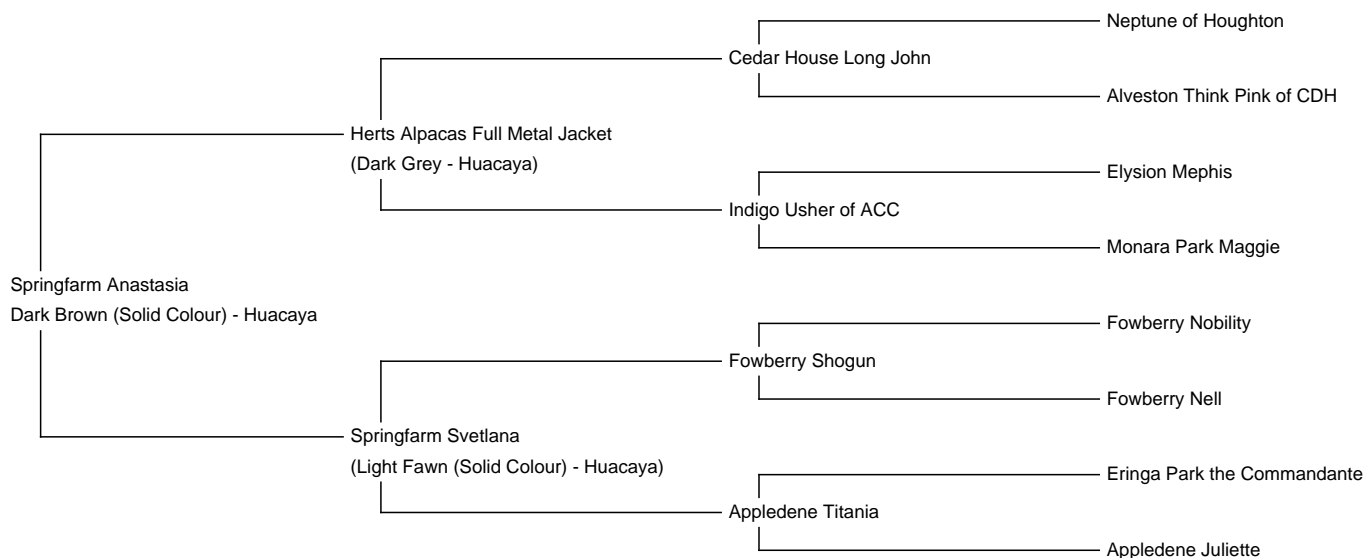 Neptune of Houghton
Cedar House Long John
Alveston Think Pink of CDH
Herts Alpacas Full Metal Jacket
(Dark Grey - Huacaya)
Elysion Mephis
Indigo Usher of ACC
Monara Park Maggie
Springfarm Anastasia
Dark Brown (Solid Colour) - Huacaya
Fowberry Nobility
Fowberry Shogun
Fowberry Nell
Springfarm Svetlana
(Light Fawn (Solid Colour) - Huacaya)
Eringa Park the Commandante
Appledene Titania
Appledene Juliette